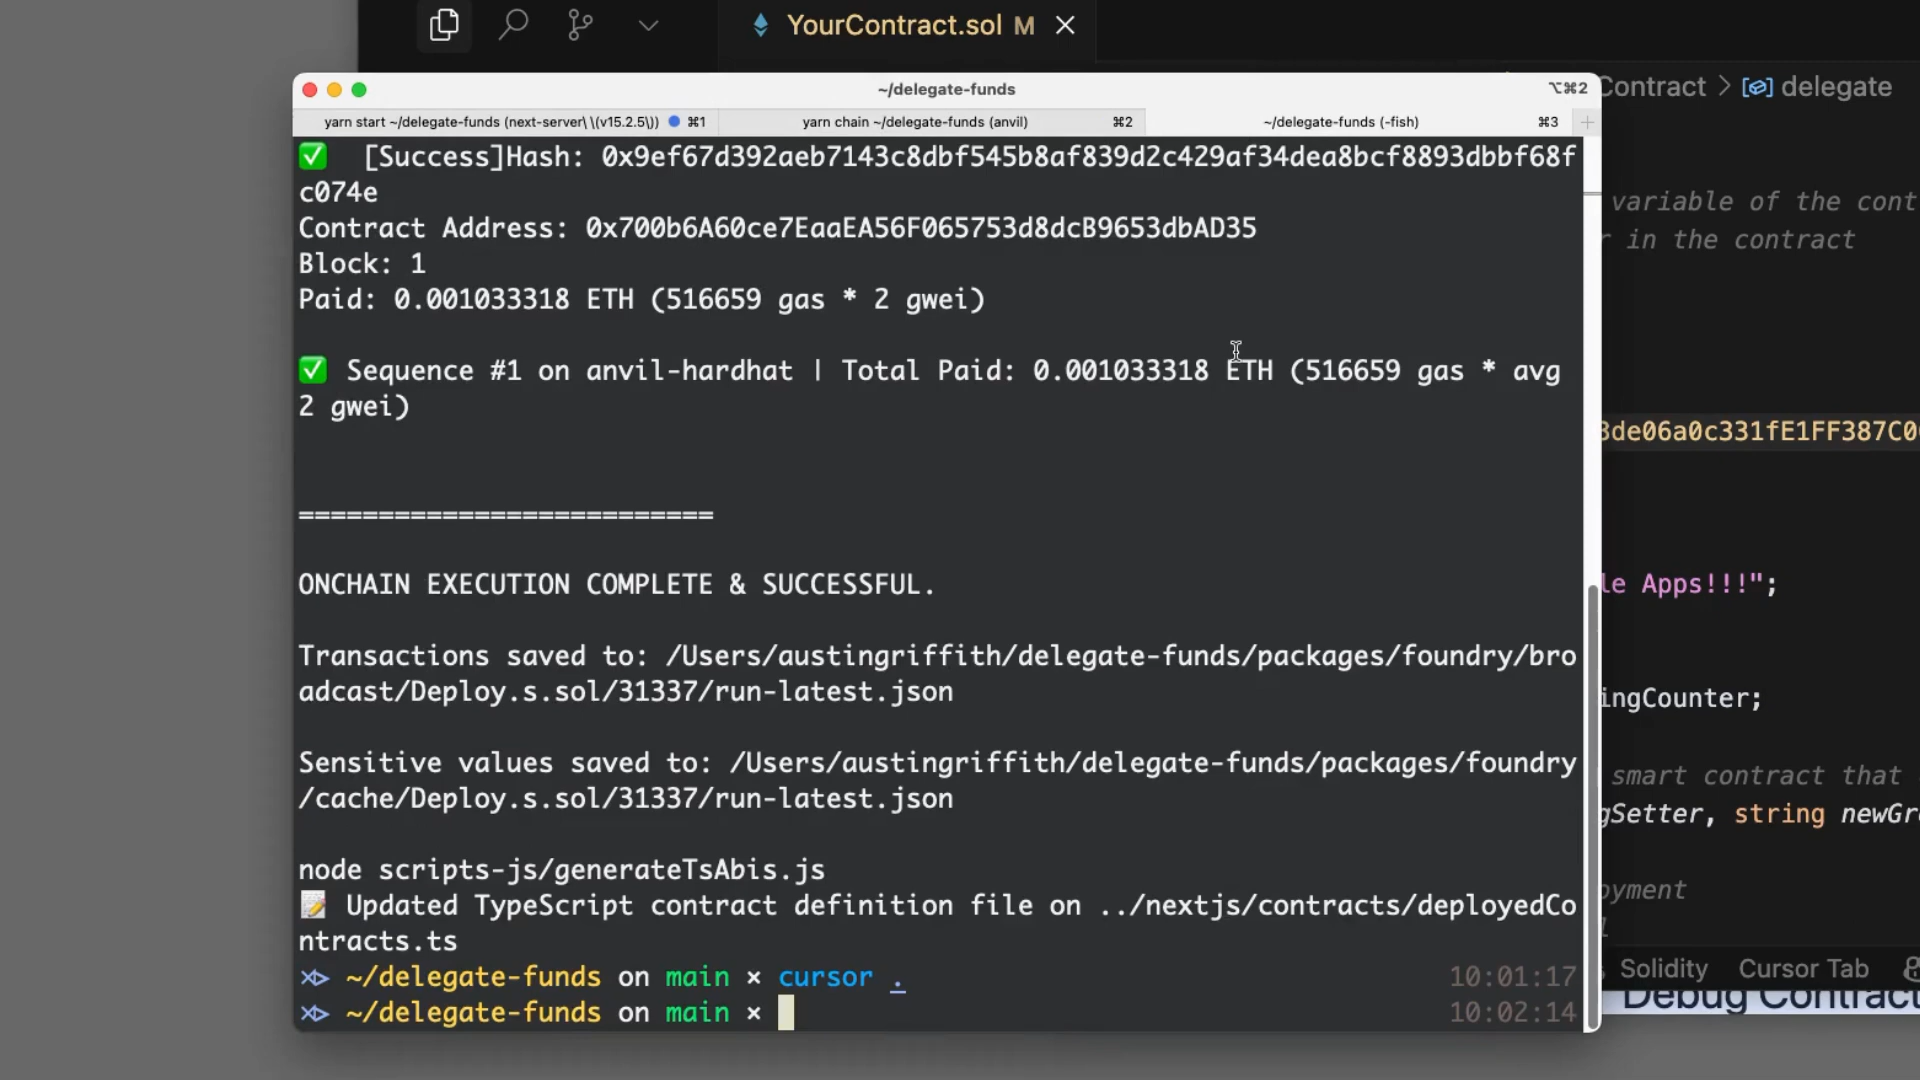 YourContract.sol M
~/delegate-funds
⌥⌘2
Contract > delegate
yarn start ~/delegate-funds (next-server\ \(v15.2.5\)) ⌘1
yarn chain ~/delegate-funds (anvil) ⌘2
~/delegate-funds (-fish) ⌘3
✅ [Success]Hash: 0x9ef67d392aeb7143c8dbf545b8af839d2c429af34dea8bcf8893dbbf68f
c074e
Contract Address: 0x700b6A60ce7EaaEA56F065753d8dcB9653dbAD35
Block: 1
Paid: 0.001033318 ETH (516659 gas * 2 gwei)
✅ Sequence #1 on anvil-hardhat | Total Paid: 0.001033318 ETH (516659 gas * avg
2 gwei)
==========================
ONCHAIN EXECUTION COMPLETE & SUCCESSFUL.
Transactions saved to: /Users/austingriffith/delegate-funds/packages/foundry/bro
adcast/Deploy.s.sol/31337/run-latest.json
Sensitive values saved to: /Users/austingriffith/delegate-funds/packages/foundry
/cache/Deploy.s.sol/31337/run-latest.json
node scripts-js/generateTsAbis.js
📝 Updated TypeScript contract definition file on ../nextjs/contracts/deployedCo
ntracts.ts
~/delegate-funds on main × cursor . 10:01:17
~/delegate-funds on main × 10:02:14
variable of the cont
r in the contract
3de06a0c331fE1FF387C0
le Apps!!!";
ingCounter;
smart contract that
gSetter, string newGr
oyment
Solidity Cursor Tab
Debug Contract